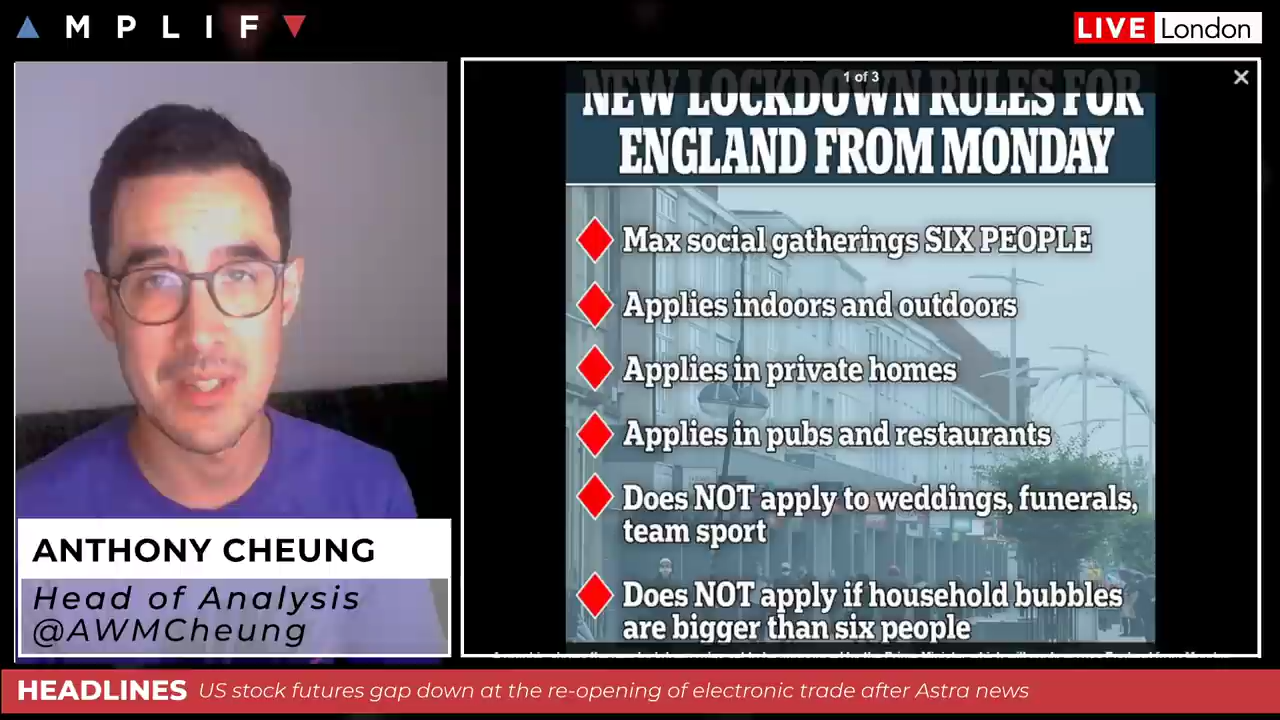 AMPLIFY
LIVE London
1 of 3
NEW LOCKDOWN RULES FOR
ENGLAND FROM MONDAY
Max social gatherings SIX PEOPLE
Applies indoors and outdoors
Applies in private homes
Applies in pubs and restaurants
Does NOT apply to weddings, funerals,
team sport
Does NOT apply if household bubbles
are bigger than six people
ANTHONY CHEUNG
Head of Analysis
@AWMCheung
HEADLINES US stock futures gap down at the re-opening of electronic trade after Astra news